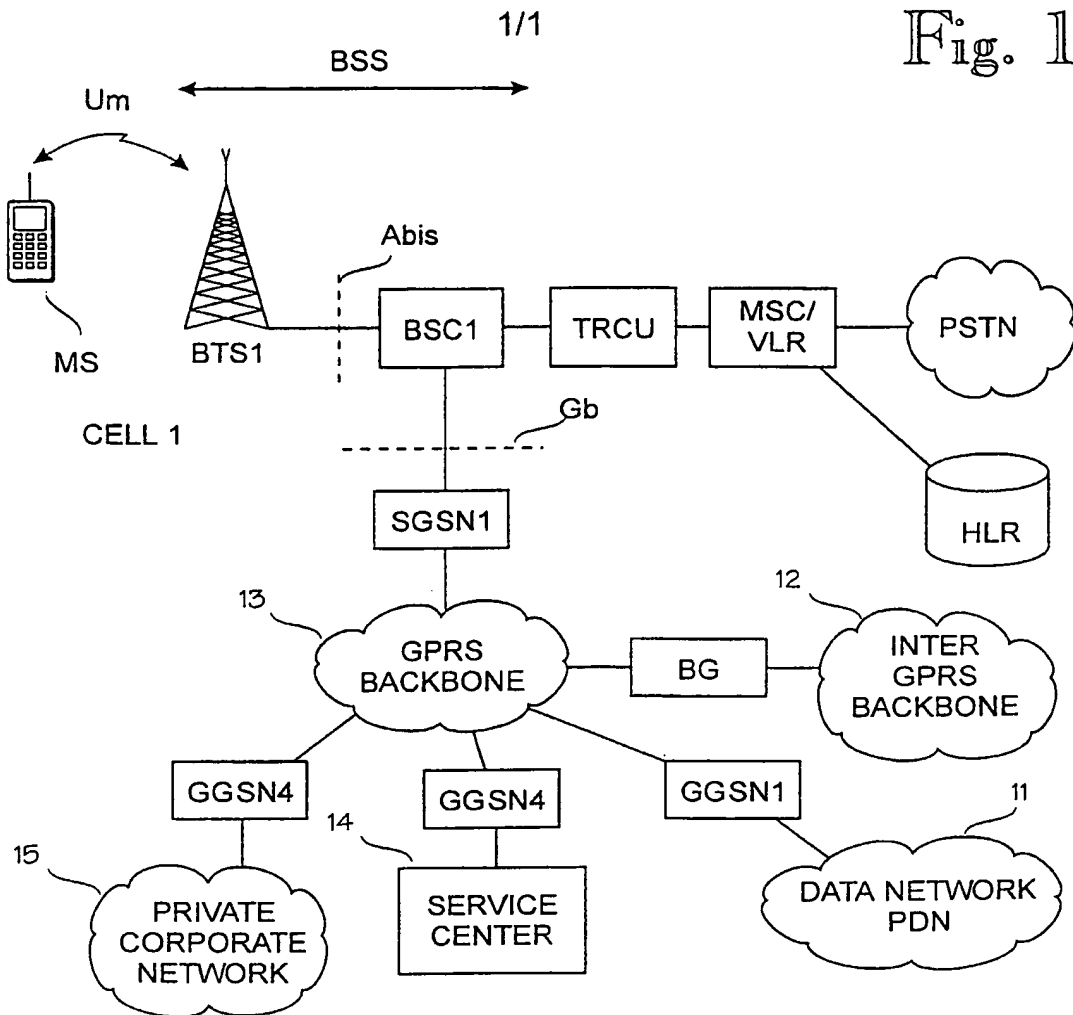 1/1
Fig. 1
BSS
Um
Abis
BSC1
TRCU
MSC/
VLR
PSTN
BTS1
MS
Gb
CELL 1
SGSN1
HLR
13
12
GPRS
BACKBONE
BG
INTER
GPRS
BACKBONE
GGSN4
GGSN4
GGSN1
15
14
11
PRIVATE
CORPORATE
NETWORK
SERVICE
CENTER
DATA NETWORK
PDN